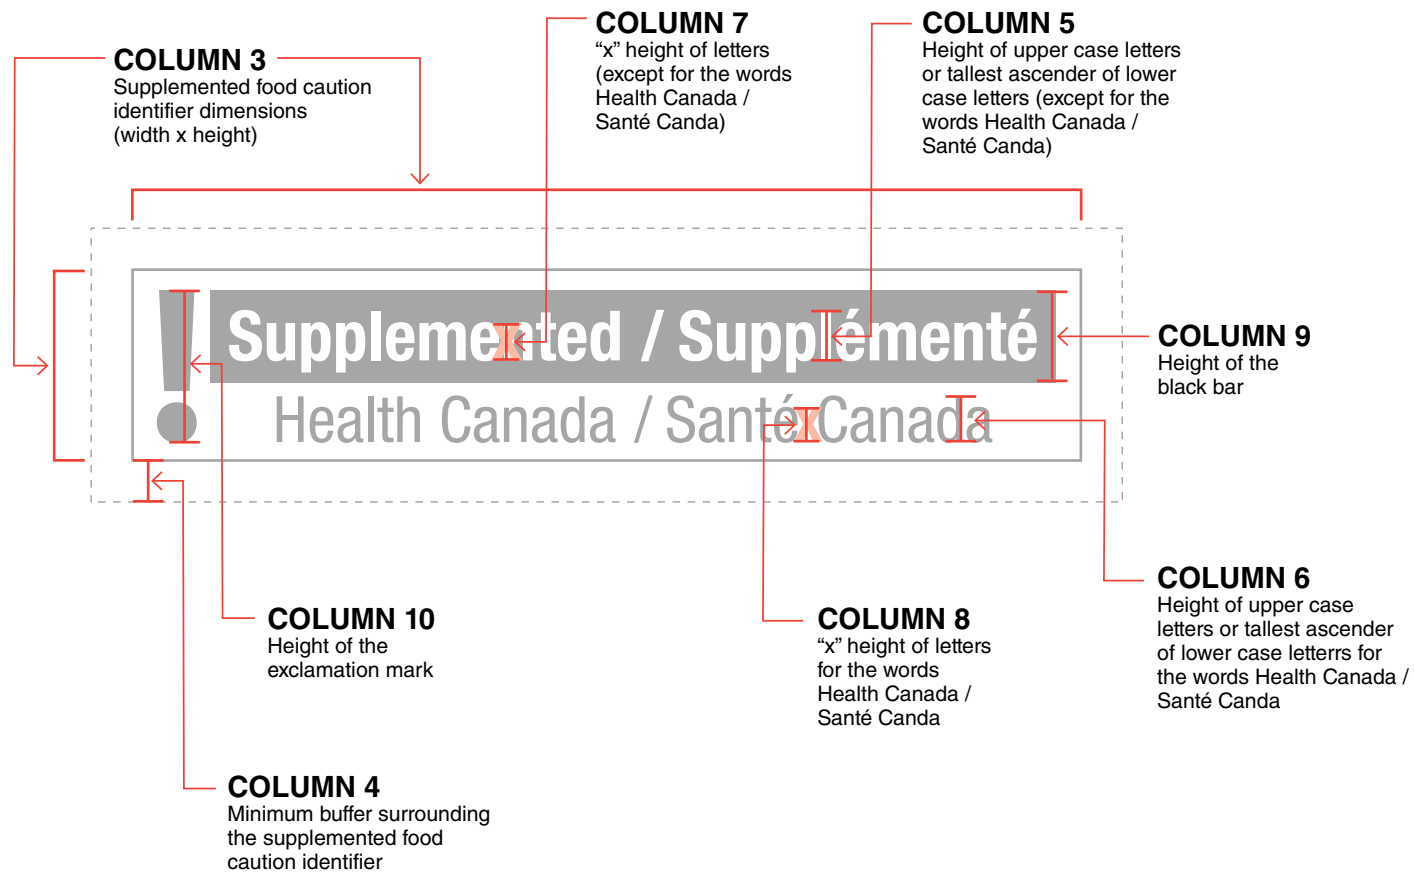 COLUMN 7
“x” height of letters
(except for the words
Health Canada /
Santé Canda)
COLUMN 5
Height of upper case letters
or tallest ascender of lower
case letters (except for the
words Health Canada /
Santé Canda)
COLUMN 3
Supplemented food caution
identifier dimensions
(width x height)
! Supplemented / Supplémenté
x
Health Canada / Santé Canada
x
COLUMN 9
Height of the
black bar
COLUMN 6
Height of upper case
letters or tallest ascender
of lower case letterrs for
the words Health Canada /
Santé Canda
COLUMN 10
Height of the
exclamation mark
COLUMN 8
“x” height of letters
for the words
Health Canada /
Santé Canda
COLUMN 4
Minimum buffer surrounding
the supplemented food
caution identifier